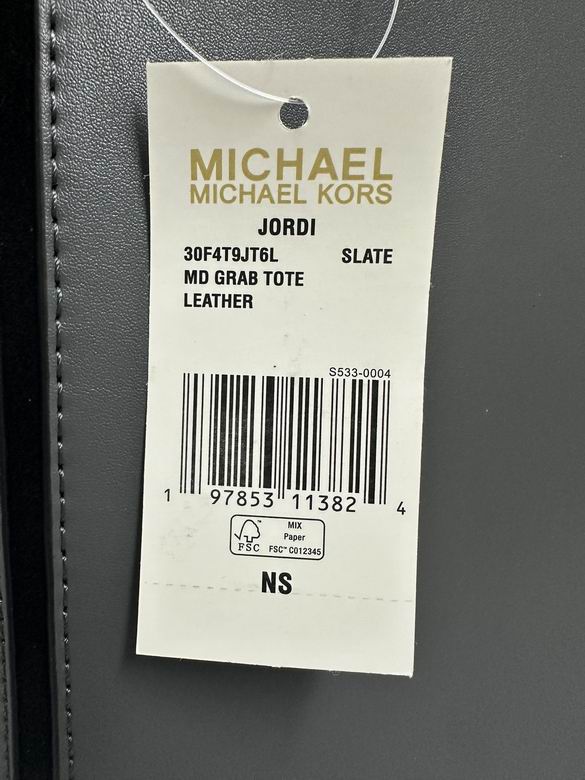 MICHAEL
MICHAEL KORS
JORDI
30F4T9JT6L SLATE
MD GRAB TOTE
LEATHER
S533-0004
1 97853 11382 4
FSC™
MIX
Paper
FSC™ C012345
NS